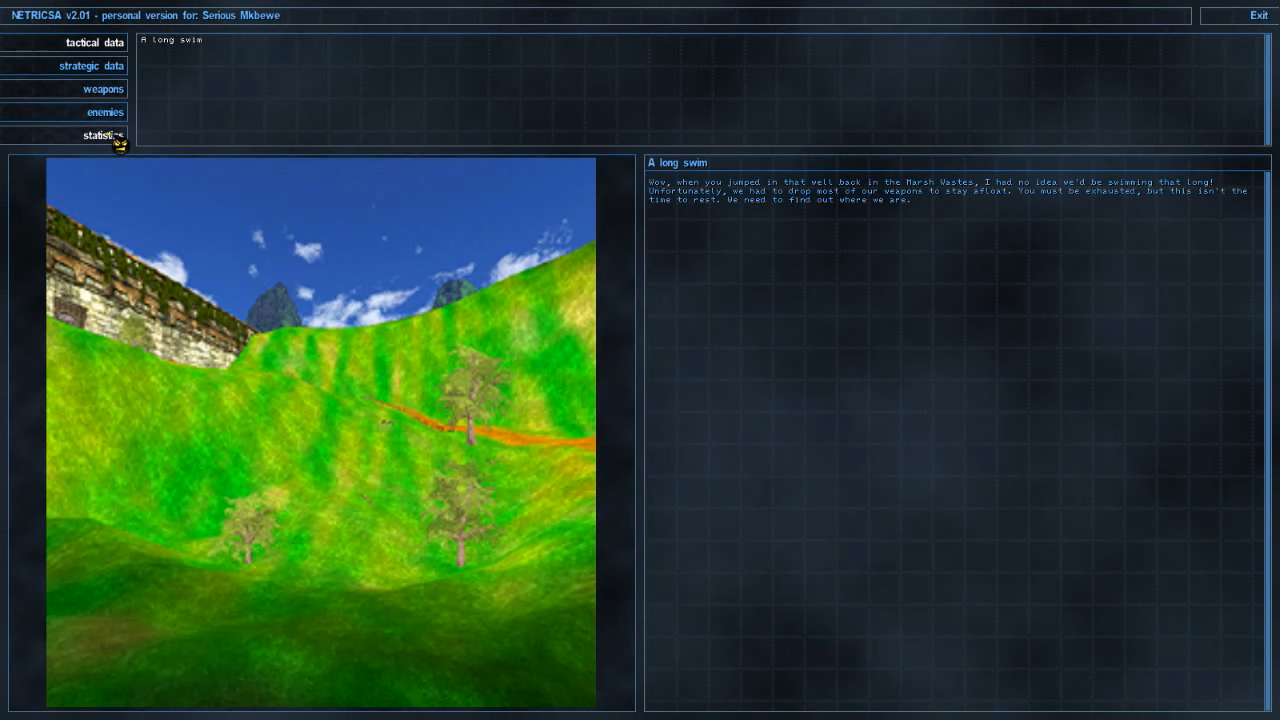 NETRICSA v2.01 - personal version for: Serious Mkbewe
Exit
tactical data
A long swim
strategic data
weapons
enemies
statistics
A long swim
Wow, when you jumped in that well back in the Marsh Wastes, I had no idea we'd be swimming that long!
Unfortunately, we had to drop most of our weapons to stay afloat. You must be exhausted, but this isn't the
time to rest. We need to find out where we are.